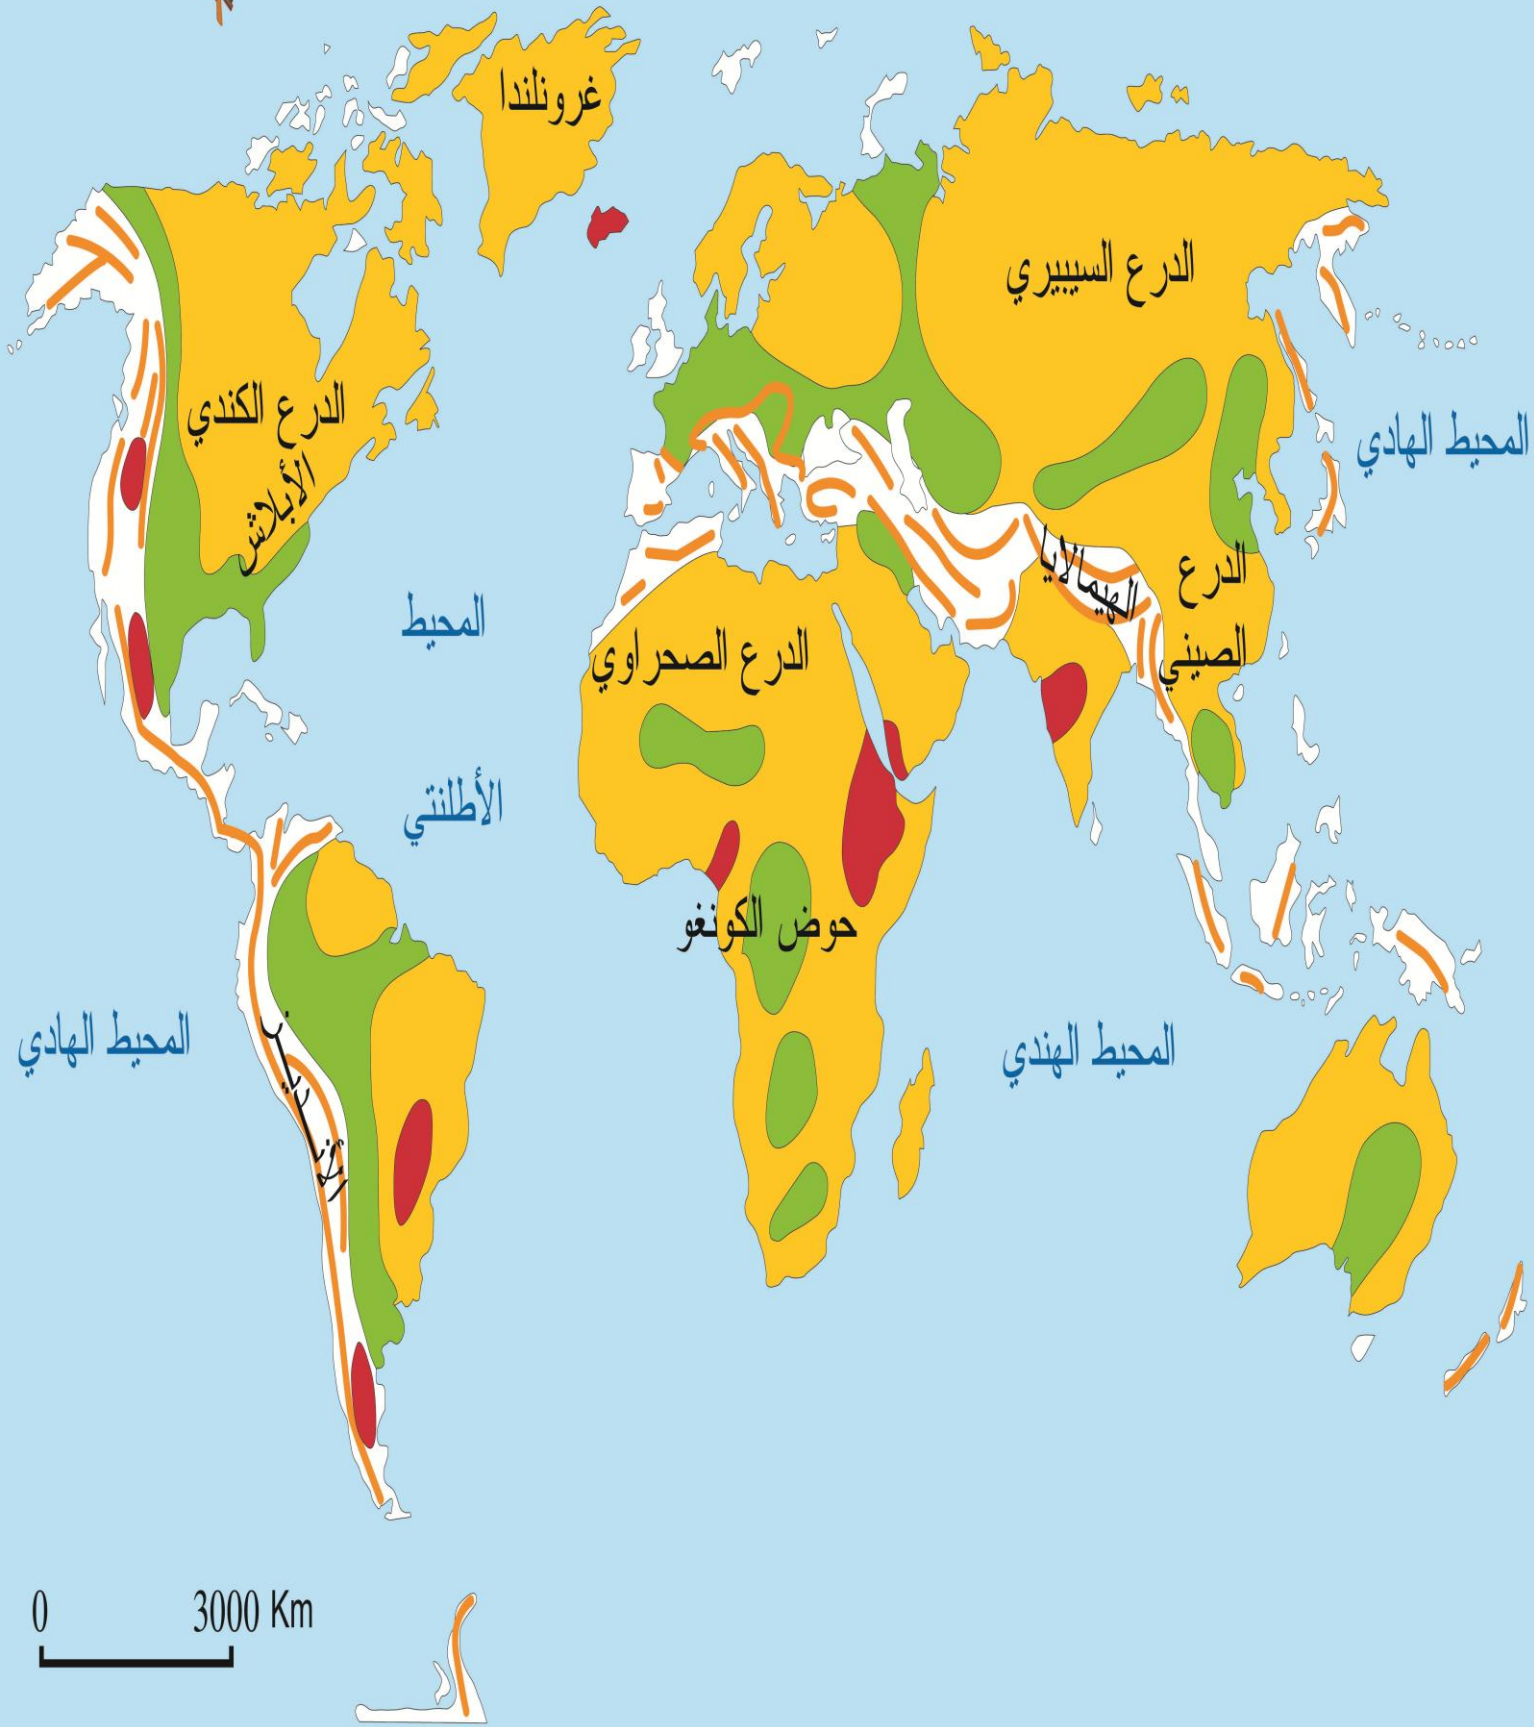 غرونلندا
الدرع السيبيري
الدرع الكندي
الأبلاش
المحيط الهادي
الهيمالايا
الدرع
الصيني
المحيط
الدرع الصحراوي
الأطلنتي
حوض الكونغو
المحيط الهادي
المحيط الهندي
0 3000 Km